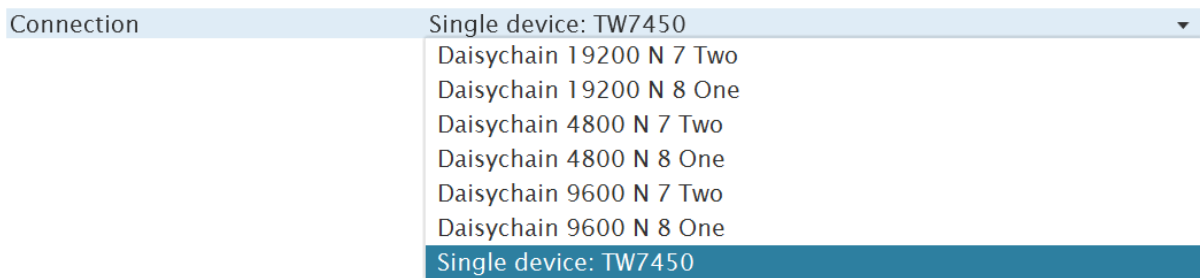 Connection Single device: TW7450
Daisychain 19200 N 7 Two
Daisychain 19200 N 8 One
Daisychain 4800 N 7 Two
Daisychain 4800 N 8 One
Daisychain 9600 N 7 Two
Daisychain 9600 N 8 One
Single device: TW7450